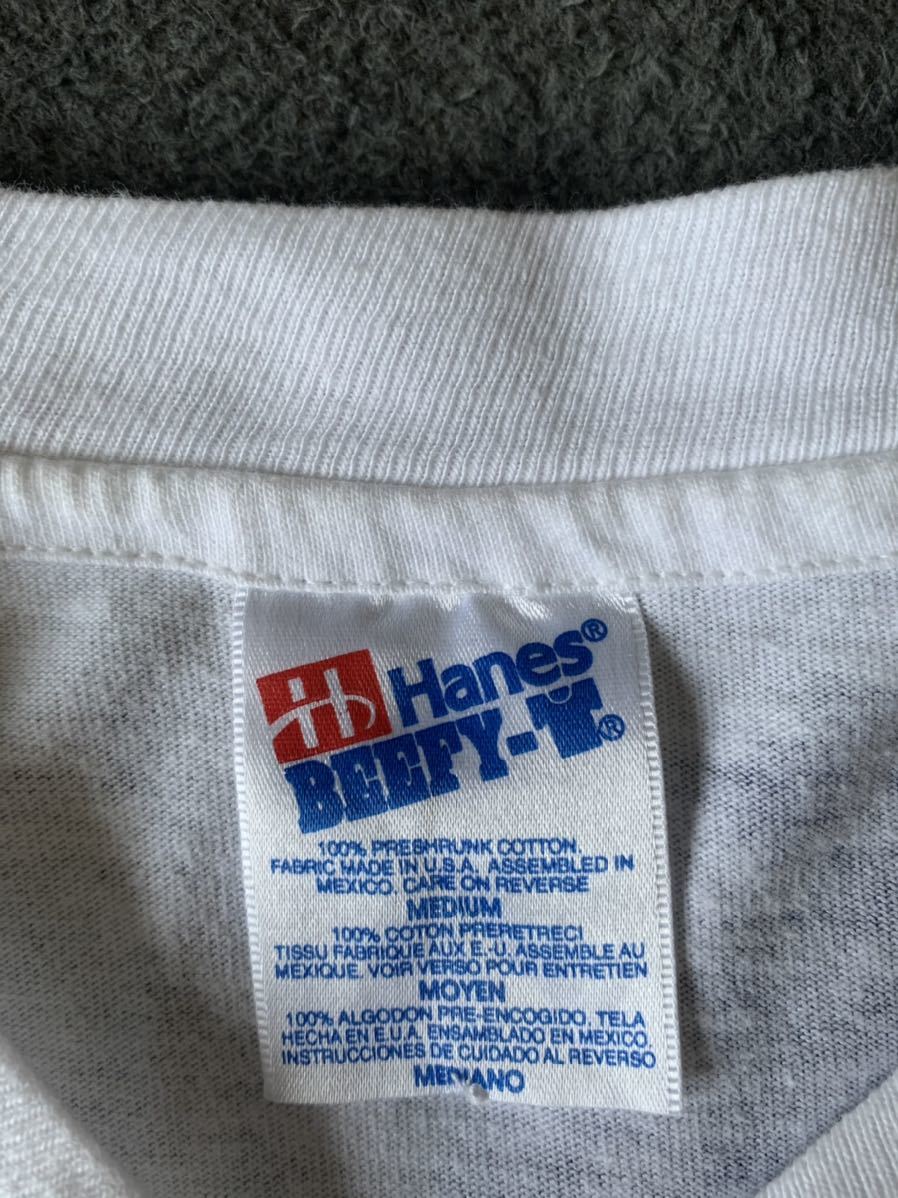 H Hanes®
BEEFY-T®
100% PRESHRUNK COTTON.
FABRIC MADE IN U.S.A. ASSEMBLED IN
MEXICO. CARE ON REVERSE
MEDIUM
100% COTON PRERETRECI
TISSU FABRIQUE AUX E.-U. ASSEMBLE AU
MEXIQUE. VOIR VERSO POUR ENTRETIEN
MOYEN
100% ALGODON PRE-ENCOGIDO. TELA
HECHA EN E.U.A. ENSAMBLADO EN MEXICO.
INSTRUCCIONES DE CUIDADO AL REVERSO
MEDIANO